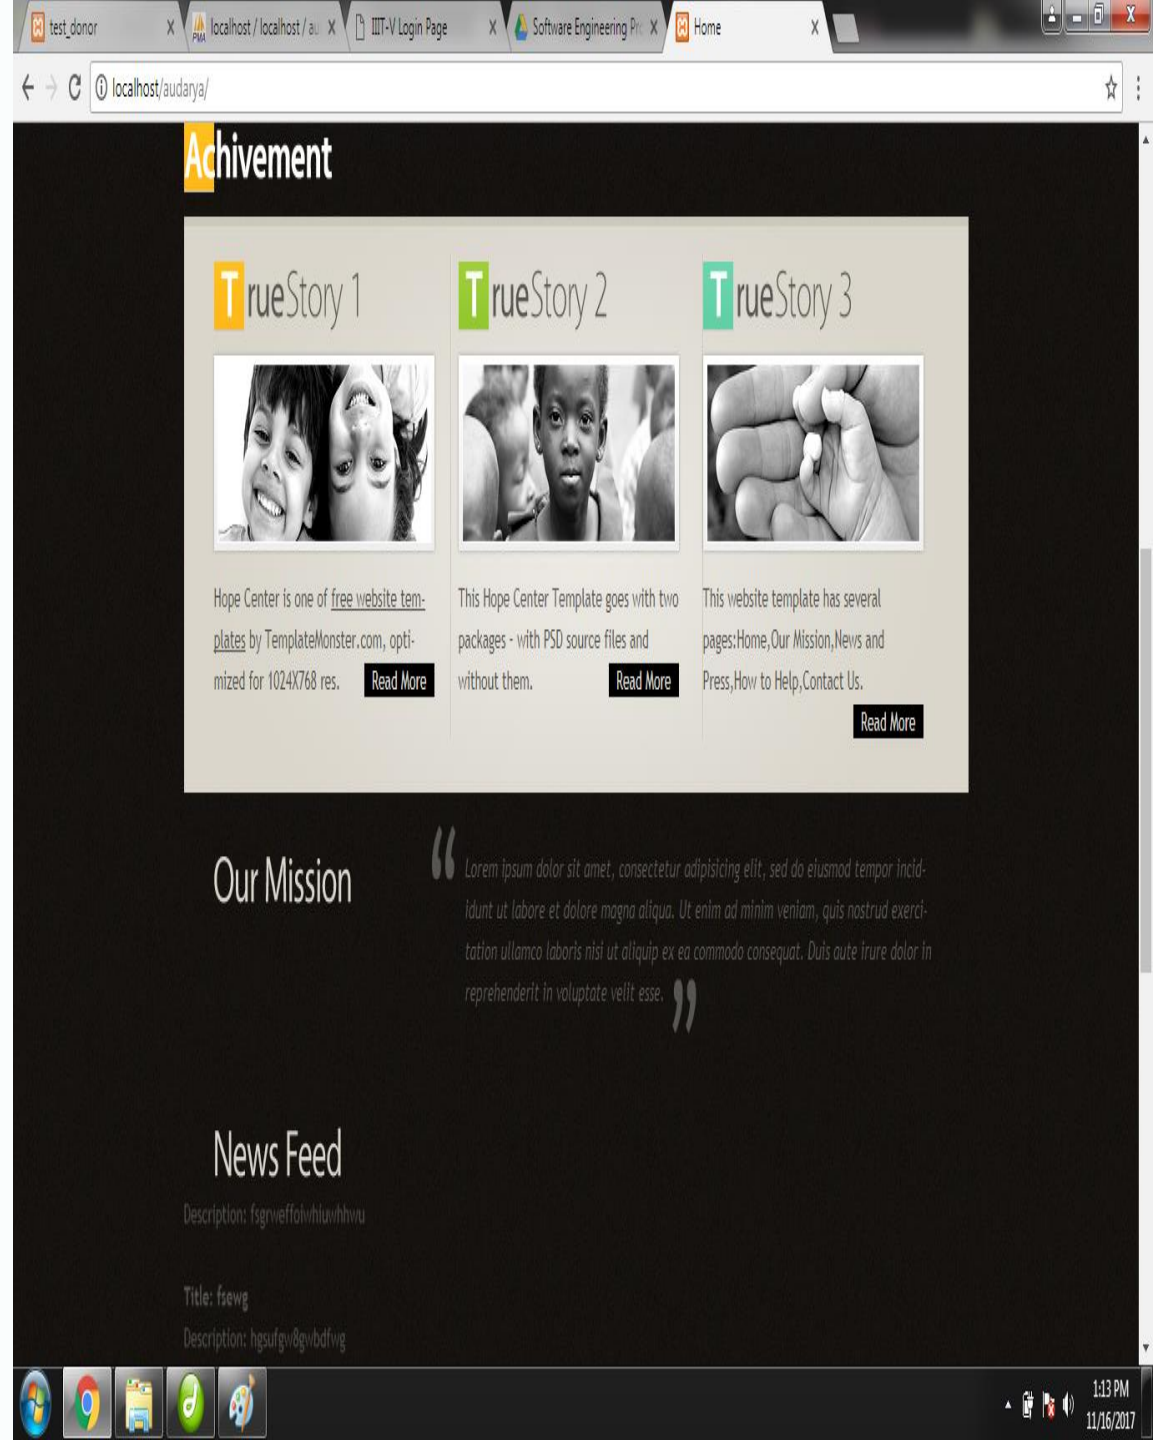 test_donor
localhost / localhost / au
IIIT-V Login Page
Software Engineering Pr
Home
localhost/audarya/
Achivement
TrueStory 1
TrueStory 2
TrueStory 3
Hope Center is one of free website tem-
plates by TemplateMonster.com, opti-
mized for 1024X768 res. Read More
This Hope Center Template goes with two
packages - with PSD source files and
without them. Read More
This website template has several
pages:Home,Our Mission,News and
Press,How to Help,Contact Us.
Read More
Our Mission
“ Lorem ipsum dolor sit amet, consectetur adipisicing elit, sed do eiusmod tempor incid-
idunt ut labore et dolore magna aliqua. Ut enim ad minim veniam, quis nostrud exerci-
tation ullamco laboris nisi ut aliquip ex ea commodo consequat. Duis aute irure dolor in
reprehenderit in voluptate velit esse. ”
News Feed
Description: fsgrweffoiwhluwhhwu
Title: fsewg
Description: hgsufgw8gwbdfwg
1:13 PM
11/16/2017